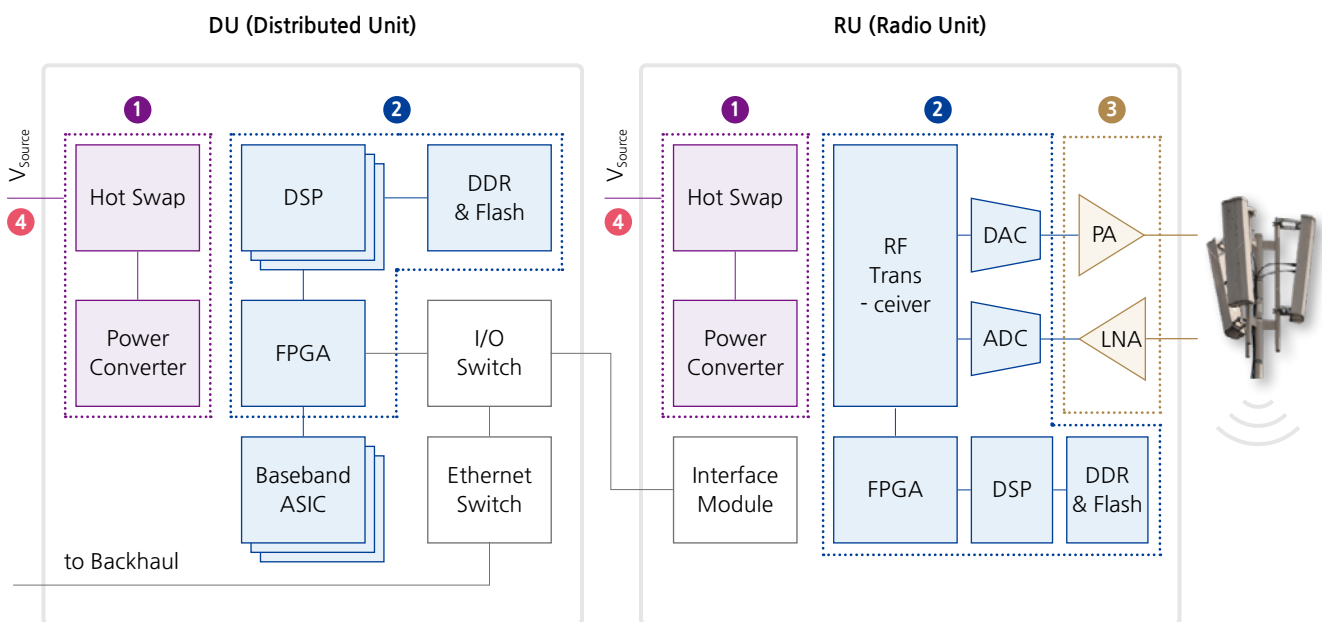 DU (Distributed Unit)
1
2
V Source
4
Hot Swap
Power
Converter
DSP
DDR
& Flash
FPGA
I/O
Switch
Baseband
ASIC
Ethernet
Switch
to Backhaul
RU (Radio Unit)
1
2
3
V Source
4
Hot Swap
Power
Converter
Interface
Module
RF
Trans
- ceiver
DAC
ADC
PA
LNA
FPGA
DSP
DDR
& Flash